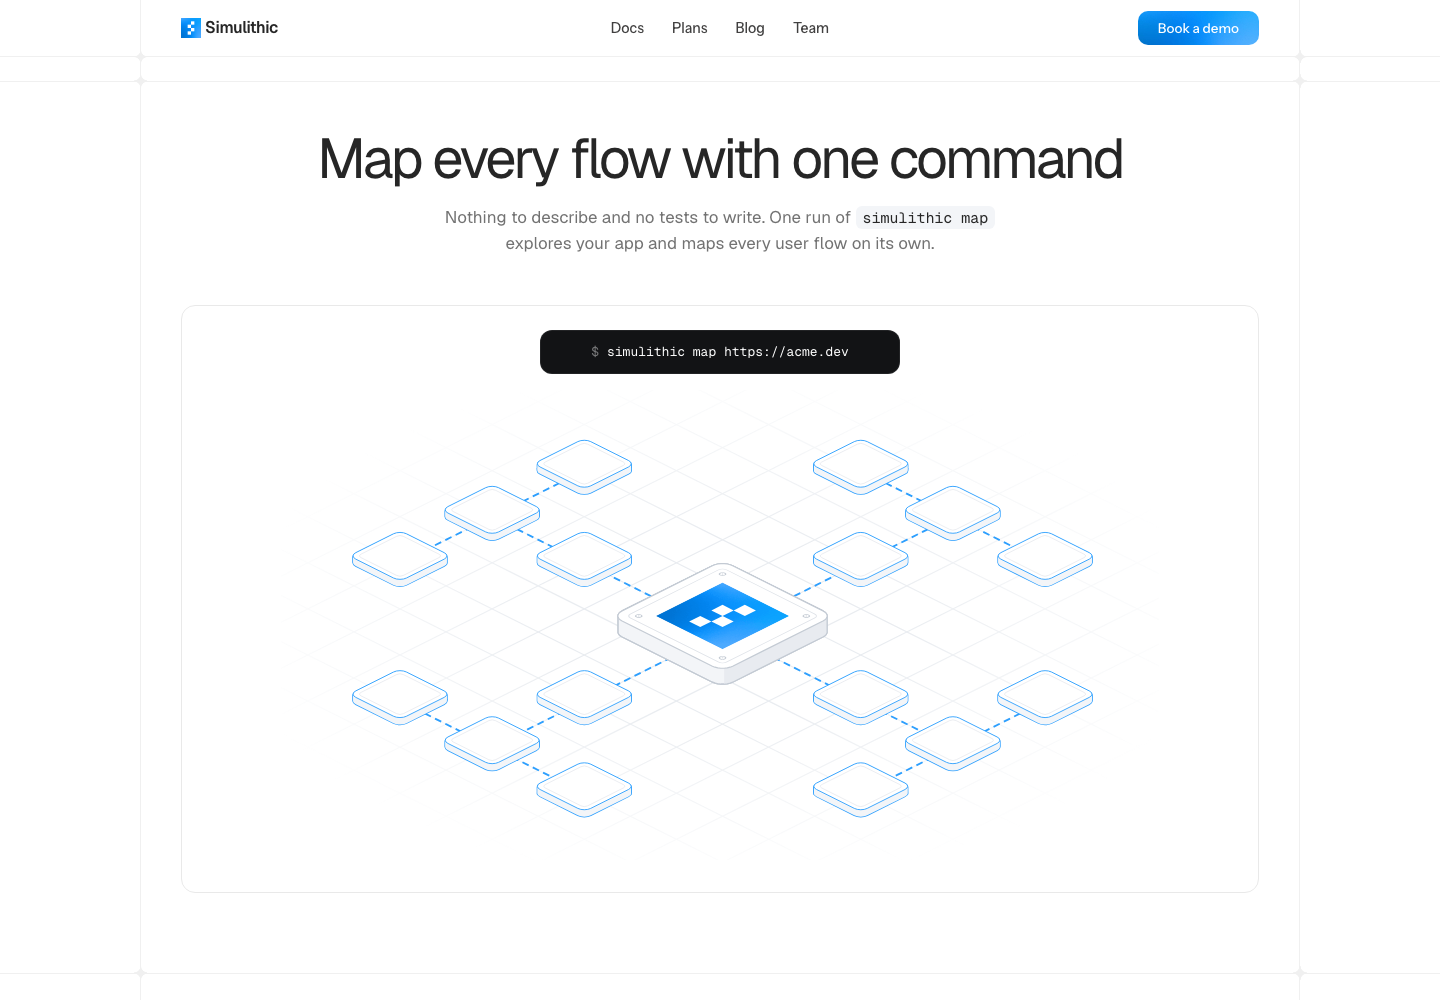 Simulithic
Docs
Plans
Blog
Team
Book a demo
Map every flow with one command
Nothing to describe and no tests to write. One run of simulithic map
explores your app and maps every user flow on its own.
$ simulithic map https://acme.dev